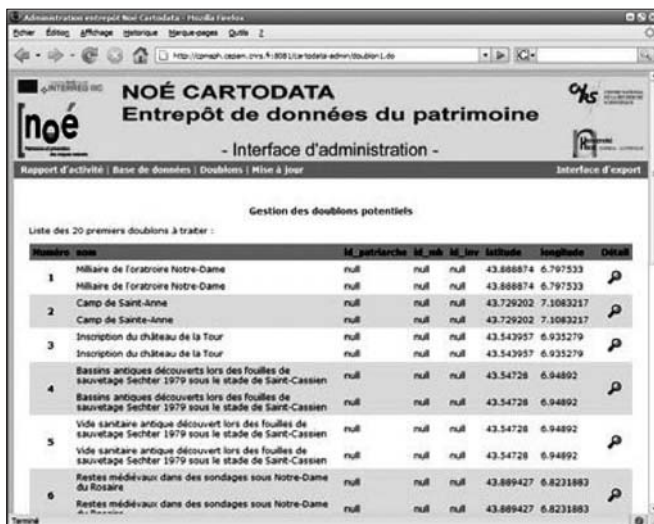 Administration entrepôt Noé Cartodata - Mozilla Firefox
Fichier Édition Affichage Historique Marque-pages Outils ?
INTERREG IIIC
NOÉ CARTODATA
Entrepôt de données du patrimoine
noé
- Interface d'administration -
Rapport d'activité | Base de données | Doublons | Mise à jour Interface d'export
Gestion des doublons potentiels
Liste des 20 premiers doublons à traiter :
Numéro nom id_patriarche id_mh id_inv latitude longitude Détail
1
Milliaire de l'oratroire Notre-Dame null null null 43.888874 6.797533
Milliaire de l'oratroire Notre-Dame null null null 43.888874 6.797533
2
Camp de Saint-Anne null null null 43.729202 7.1083217
Camp de Sainte-Anne null null null 43.729202 7.1083217
3
Inscription du château de la Tour null null null 43.543957 6.935279
Inscription du château de la Tour null null null 43.543957 6.935279
4
Bassins antiques découverts lors des fouilles de
sauvetage Sechter 1979 sous le stade de Saint-Cassien null null null 43.54728 6.94892
Bassins antiques découverts lors des fouilles de
sauvetage Sechter 1979 sous le stade de Saint-Cassien null null null 43.54728 6.94892
5
Vide sanitaire antique découvert lors des fouilles de
sauvetage Sechter 1979 sous le stade de Saint-Cassien null null null 43.54728 6.94892
Vide sanitaire antique découvert lors des fouilles de
sauvetage Sechter 1979 sous le stade de Saint-Cassien null null null 43.54728 6.94892
6
Restes médiévaux dans des sondages sous Notre-Dame
du Rosaire null null null 43.889427 6.8231883
Restes médiévaux dans des sondages sous Notre-Dame
du Rosaire null null null 43.889427 6.8231883
Terminé